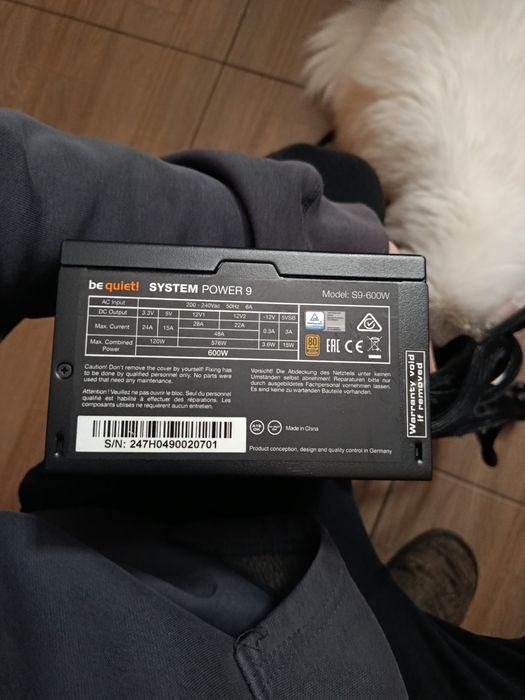 be quiet! SYSTEM POWER 9 Model: S9-600W
AC Input 200 - 240Vac 50Hz 6A
DC Output 3.3V 5V 12V1 12V2 -12V 5VSB
Max. Current 24A 15A 28A 22A 0.3A 3A
48A
Max. Combined Power 120W 576W 3.6W 15W
600W
Caution! Don't remove the cover by yourself! Fixing has
to be done by qualified personnel only. No parts were
used that need any maintenance.
Attention ! Veuillez ne pas ouvrir le bloc. Seul du personnel
qualifié est habilité à effectuer des réparations. Les
composants utilisés ne requièrent aucun entretien.
Vorsicht! Die Abdeckung des Netzteils unter keinen
Umständen selbst abnehmen! Reparaturen bitte nur
durch ausgebildetes Fachpersonal vornehmen lassen.
Es sind keine zu wartenden Bauteile vorhanden.
S/N: 247H0490020701
Made in China
Product conception, design and quality control in Germany
Warranty void
if removed
80
EAC CE